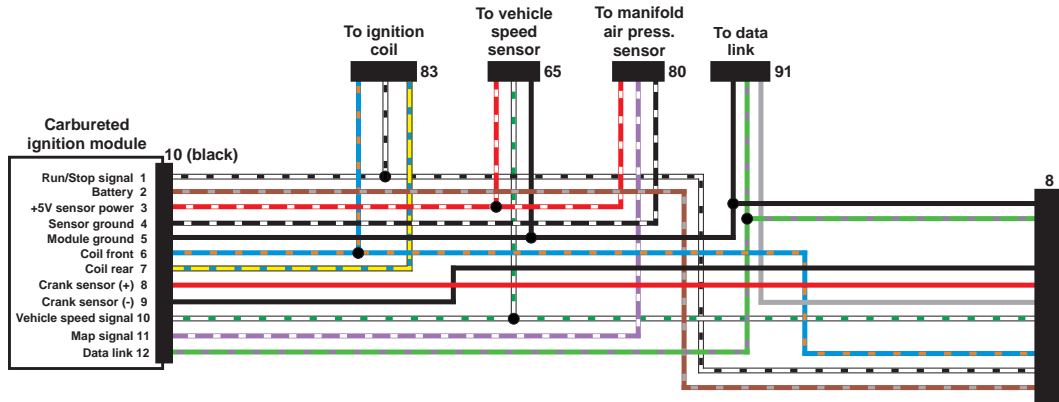 To ignition
coil
83
To vehicle
speed
sensor
65
To manifold
air press.
sensor
80
To data
link
91
Carbureted
ignition module
10 (black)
Run/Stop signal 1
Battery 2
+5V sensor power 3
Sensor ground 4
Module ground 5
Coil front 6
Coil rear 7
Crank sensor (+) 8
Crank sensor (-) 9
Vehicle speed signal 10
Map signal 11
Data link 12
8